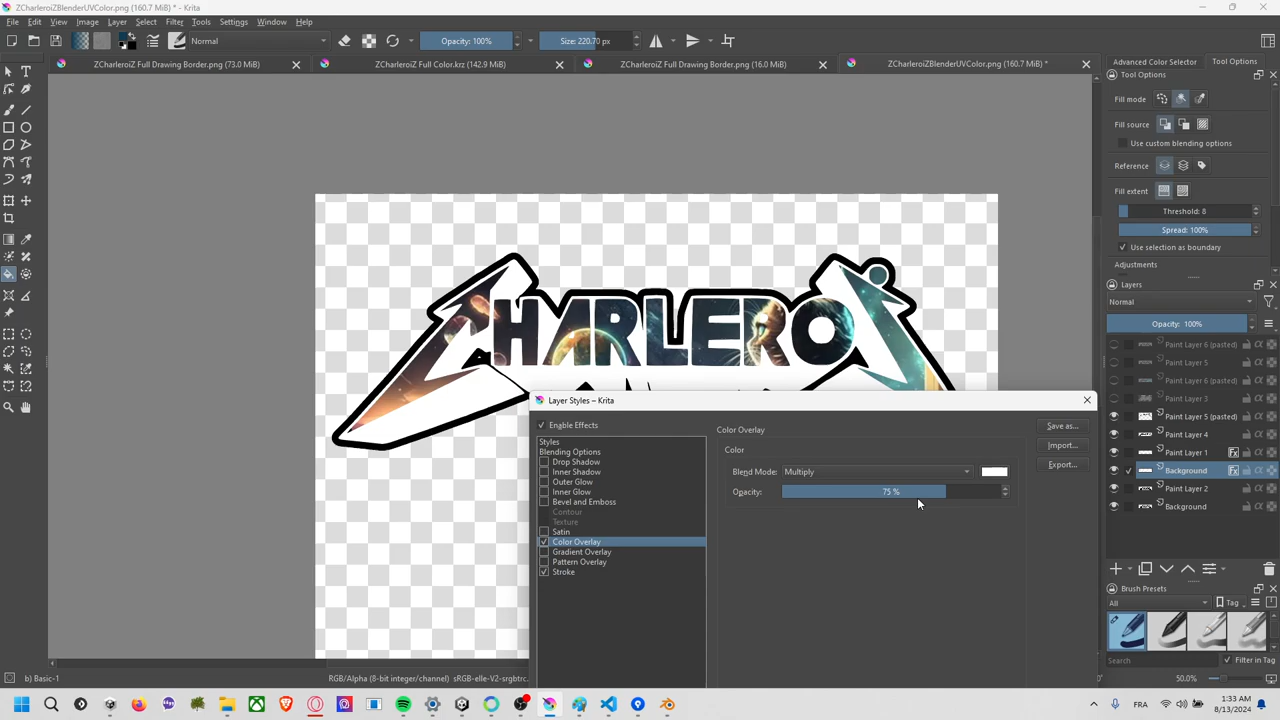 ZCharleroiZBlenderUVColor.png (160.7 MiB) * - Krita
File Edit View Image Layer Select Filter Tools Settings Window Help
Normal Opacity: 100% Size: 220.70 px
ZCharleroiZ Full Drawing Border.png (73.0 MiB) ZCharleroiZ Full Color.krz (142.9 MiB) ZCharleroiZ Full Drawing Border.png (16.0 MiB) ZCharleroiZBlenderUVColor.png (160.7 MiB) *
Advanced Color Selector Tool Options
Tool Options
Fill mode
Fill source
Use custom blending options
Reference
Fill extent
Threshold: 8
Spread: 100%
Use selection as boundary
Adjustments
Layers
Normal
Opacity: 100%
Paint Layer 6 (pasted)
Paint Layer 5
Paint Layer 6 (pasted)
Paint Layer 3
Paint Layer 5 (pasted)
Paint Layer 4
Paint Layer 1
Background
Paint Layer 2
Background
Brush Presets
All Tag
Search Filter in Tag
CHARLEROI
Layer Styles – Krita
Enable Effects
Styles
Blending Options
Drop Shadow
Inner Shadow
Outer Glow
Inner Glow
Bevel and Emboss
Contour
Texture
Satin
Color Overlay
Gradient Overlay
Pattern Overlay
Stroke
Color Overlay
Color
Blend Mode: Multiply
Opacity: 75 %
Save as...
Import...
Export...
b) Basic-1 RGB/Alpha (8-bit integer/channel) sRGB-elle-V2-srgbtrc. 50.0%
FRE 1:33 AM
8/13/2024